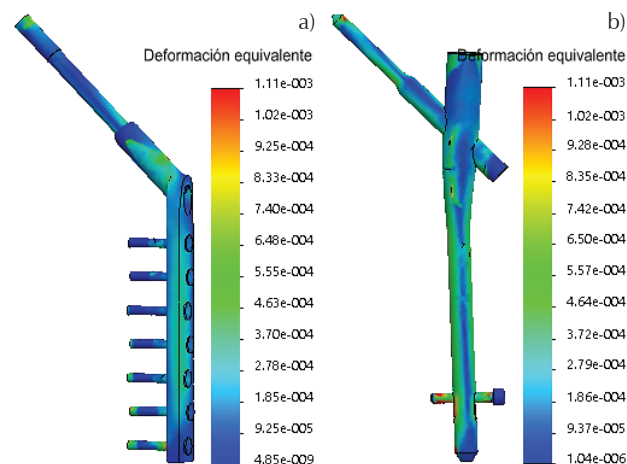 a)
Deformación equivalente
1.11e-003
1.02e-003
9.25e-004
8.33e-004
7.40e-004
6.48e-004
5.55e-004
4.63e-004
3.70e-004
2.78e-004
1.86e-004
9.25e-005
4.85e-009
b)
Deformación equivalente
1.11e-003
1.02e-003
9.28e-004
8.35e-004
7.42e-004
6.50e-004
5.57e-004
4.64e-004
3.72e-004
2.79e-004
1.86e-004
9.37e-005
1.04e-006